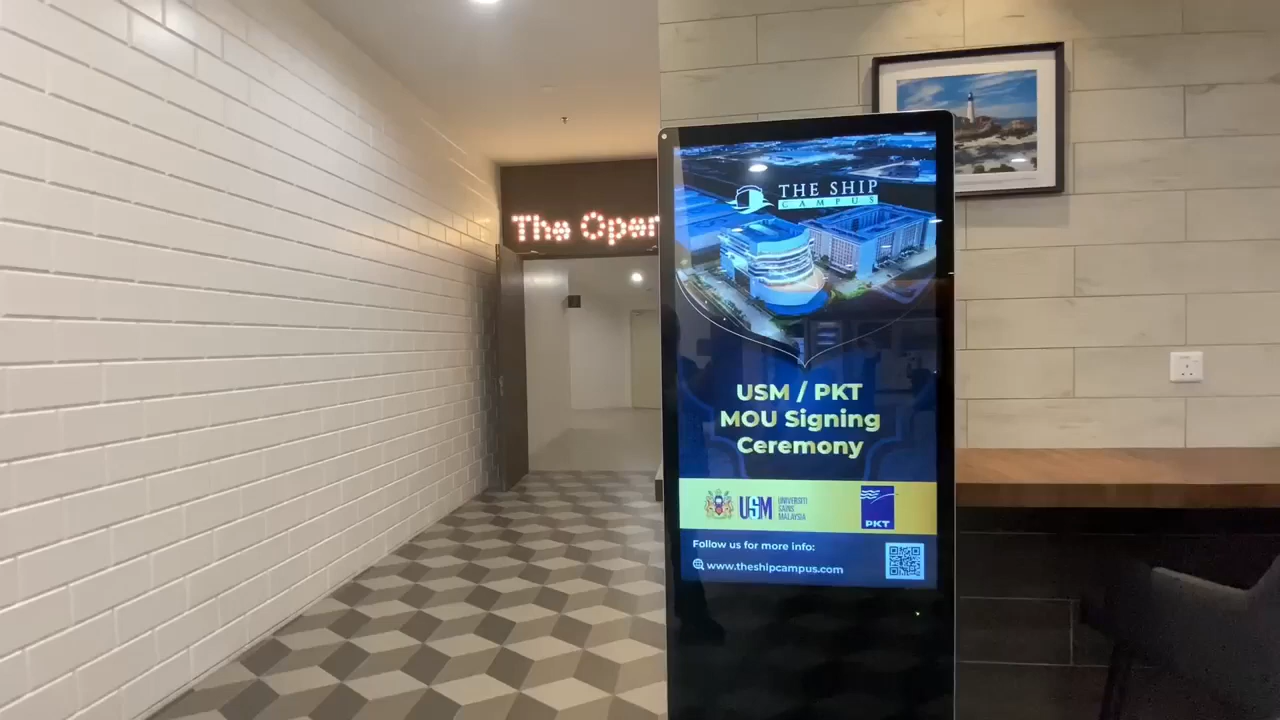 The Oper
THE SHIP
CAMPUS
USM / PKT
MOU Signing
Ceremony
USM
UNIVERSITI
SAINS
MALAYSIA
PKT
Follow us for more info:
www.theshipcampus.com